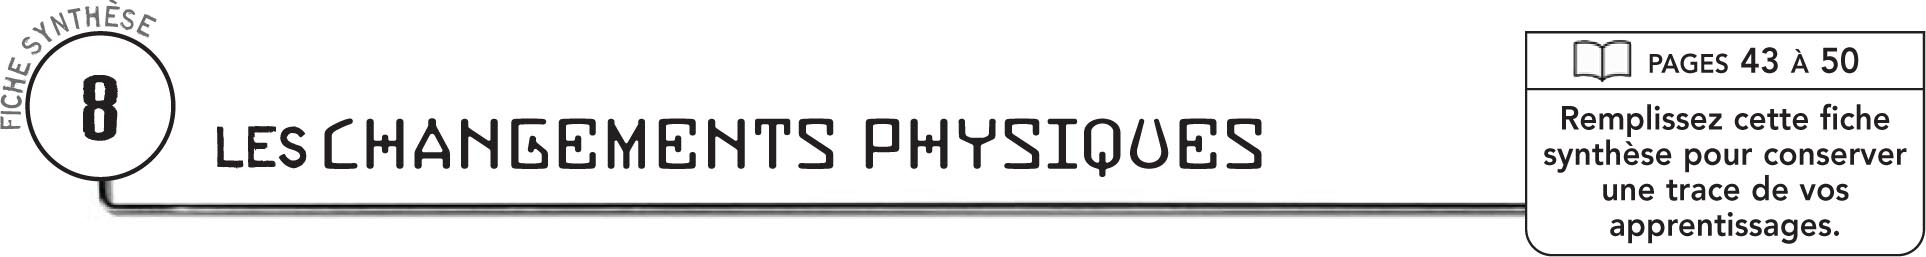 FICHE SYNTHÈSE
8
LES CHANGEMENTS PHYSIQUES
PAGES 43 À 50
Remplissez cette fiche
synthèse pour conserver
une trace de vos
apprentissages.